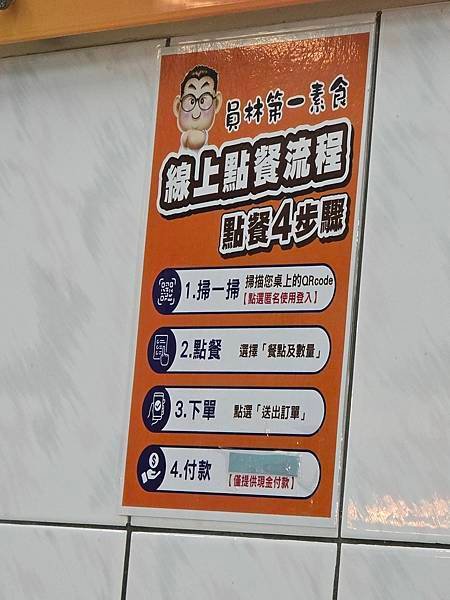 員林第一素食
線上點餐流程
點餐4步驟
1.掃一掃 掃描您桌上的QRcode
【點選匿名使用登入】
2.點餐 選擇「餐點及數量」
3.下單 點選「送出訂單」
4.付款
【僅提供現金付款】